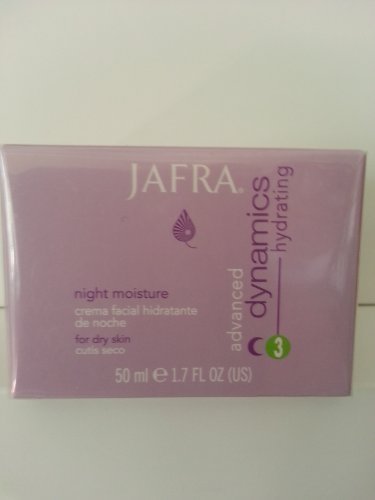 JAFRA®
night moisture
crema facial hidratante
de noche
for dry skin
cutis seco
50 ml e 1.7 FL OZ (US)
advanced
dynamics
hydrating
3